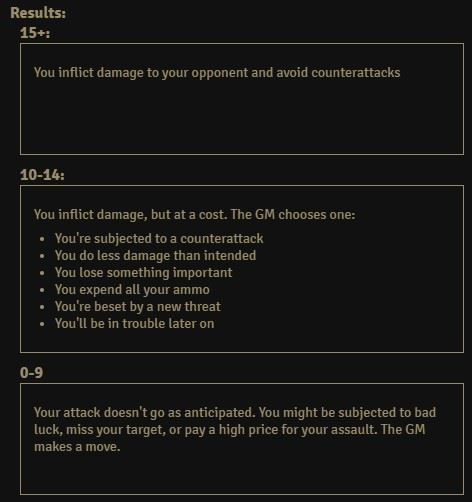 Results:
15+:
You inflict damage to your opponent and avoid counterattacks
10-14:
You inflict damage, but at a cost. The GM chooses one:
• You're subjected to a counterattack
• You do less damage than intended
• You lose something important
• You expend all your ammo
• You're beset by a new threat
• You'll be in trouble later on
0-9
Your attack doesn't go as anticipated. You might be subjected to bad
luck, miss your target, or pay a high price for your assault. The GM
makes a move.